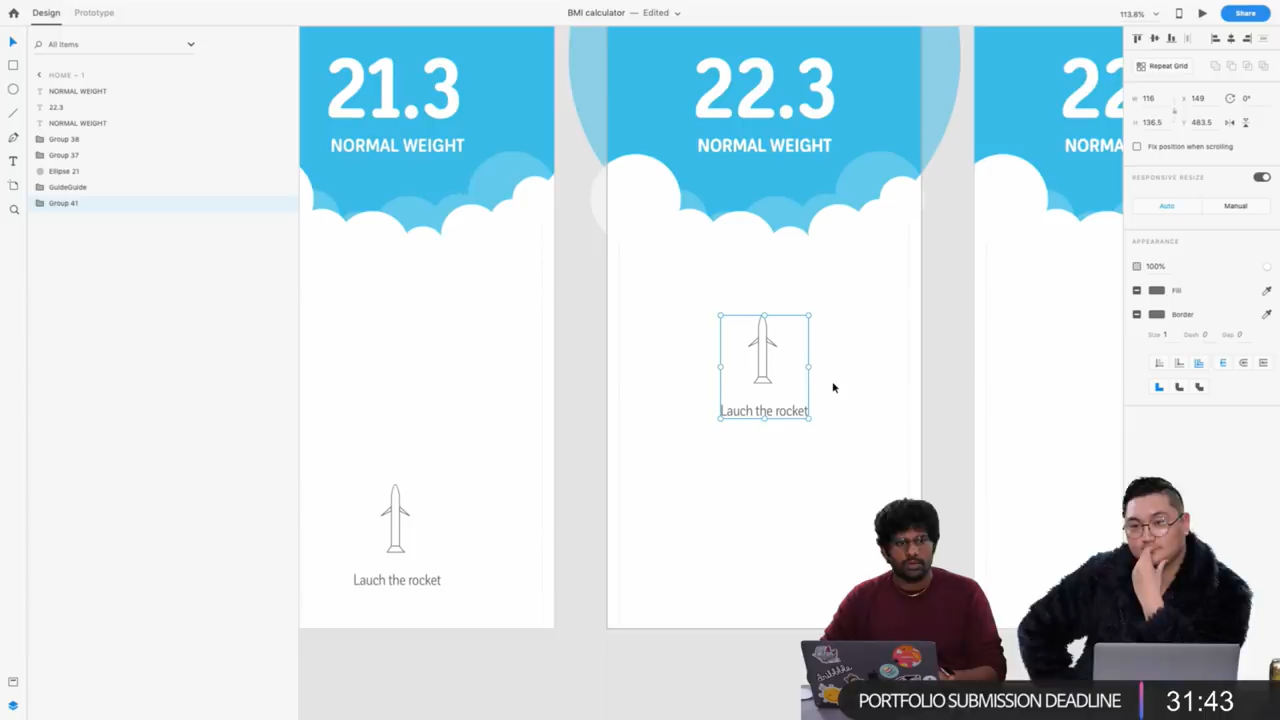 Design
Prototype
BMI calculator — Edited
113.8%
Share
All Items
HOME – 1
NORMAL WEIGHT
22.3
NORMAL WEIGHT
Group 38
Group 37
Ellipse 21
GuideGuide
Group 41
21.3
NORMAL WEIGHT
Lauch the rocket
22.3
NORMAL WEIGHT
Lauch the rocket
22
NORMA
Repeat Grid
W 116 X 149 0°
H 136.5 Y 483.5
Fix position when scrolling
RESPONSIVE RESIZE
Auto
Manual
APPEARANCE
100%
Fill
Border
Size 1 Dash 0 Gap 0
dribbble
PORTFOLIO SUBMISSION DEADLINE
31:43